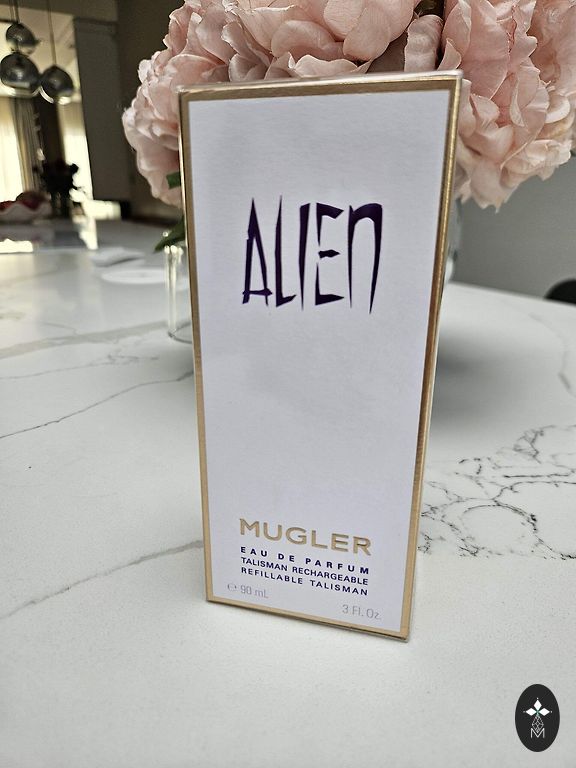 ALIEN
MUGLER
EAU DE PARFUM
TALISMAN RECHARGEABLE
REFILLABLE TALISMAN
℮ 90 mL
3 Fl. Oz.
M